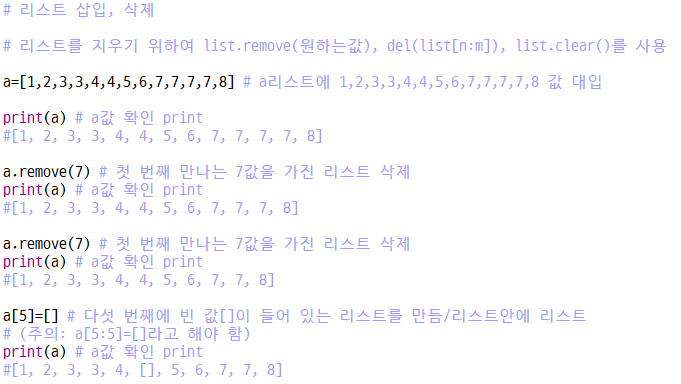 # 리스트 삽입, 삭제
# 리스트를 지우기 위하여 list.remove(원하는값), del(list[n:m]), list.clear()를 사용
a=[1,2,3,3,4,4,5,6,7,7,7,7,8] # a리스트에 1,2,3,3,4,4,5,6,7,7,7,7,8 값 대입
print(a) # a값 확인 print
#[1, 2, 3, 3, 4, 4, 5, 6, 7, 7, 7, 7, 8]
a.remove(7) # 첫 번째 만나는 7값을 가진 리스트 삭제
print(a) # a값 확인 print
#[1, 2, 3, 3, 4, 4, 5, 6, 7, 7, 7, 8]
a.remove(7) # 첫 번째 만나는 7값을 가진 리스트 삭제
print(a) # a값 확인 print
#[1, 2, 3, 3, 4, 4, 5, 6, 7, 7, 8]
a[5]=[] # 다섯 번째에 빈 값[]이 들어 있는 리스트를 만듬/리스트안에 리스트
# (주의: a[5:5]=[]라고 해야 함)
print(a) # a값 확인 print
#[1, 2, 3, 3, 4, [], 5, 6, 7, 7, 8]